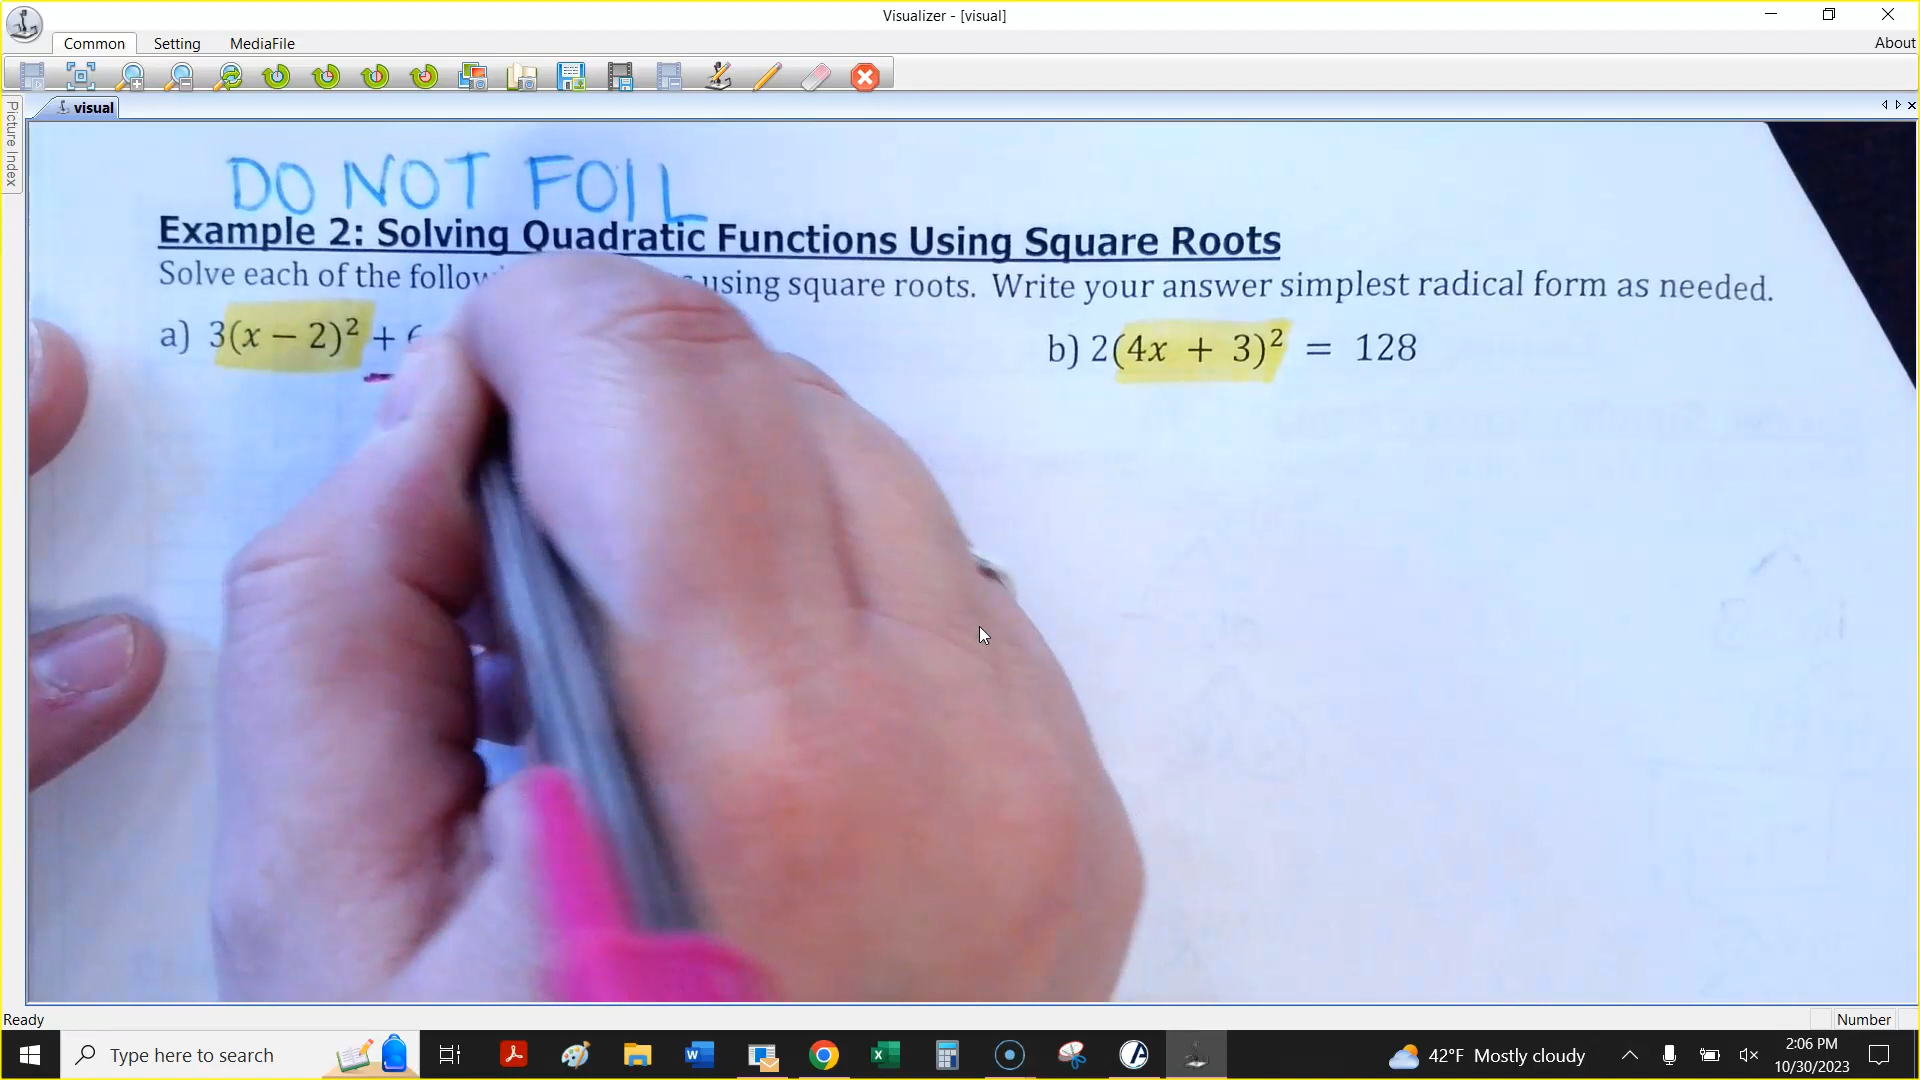 Visualizer - [visual]
Common Setting MediaFile About
visual
Picture Index
DO NOT FOIL
Example 2: Solving Quadratic Functions Using Square Roots
Solve each of the using square roots. Write your answer simplest radical form as needed.
a) 3(x − 2)² +
b) 2(4x + 3)² = 128
Ready Number
Type here to search
42°F Mostly cloudy
2:06 PM
10/30/2023